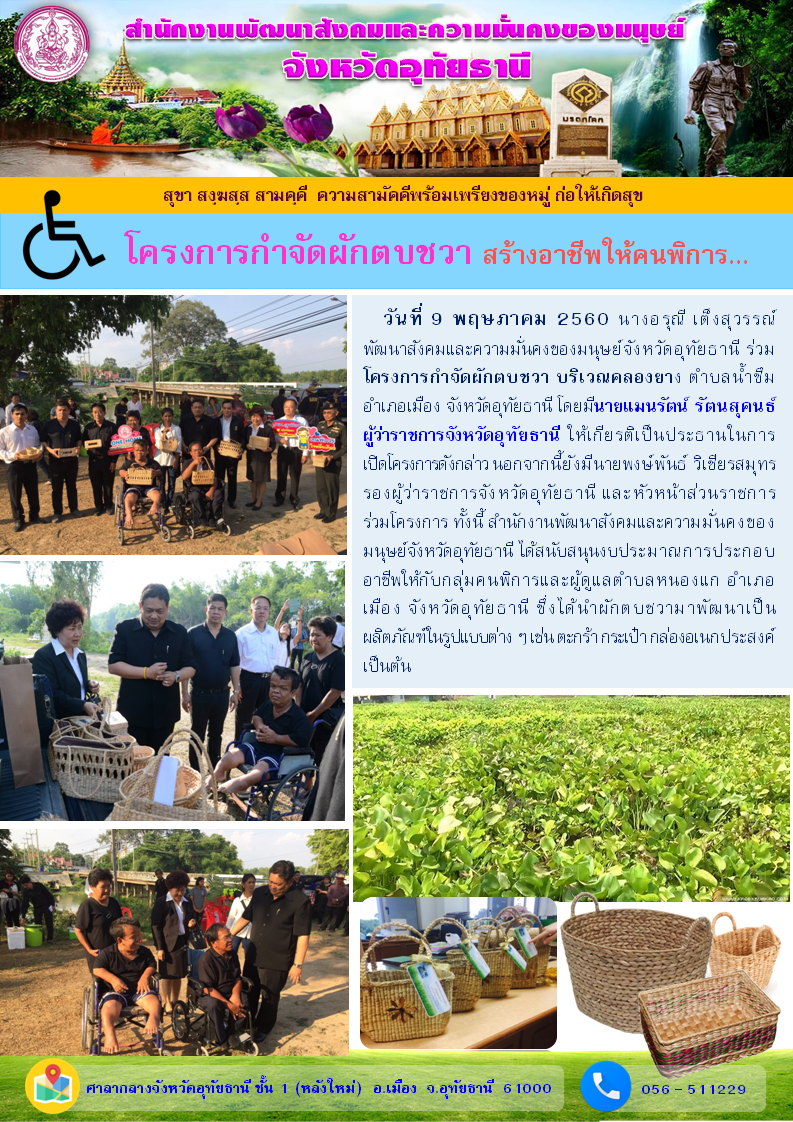 สำนักงานพัฒนาสังคมและความมั่นคงของมนุษย์
จังหวัดอุทัยธานี
มรดกโลก
สุขา สงฺฆสฺส สามคฺคี ความสามัคคีพร้อมเพรียงของหมู่ ก่อให้เกิดสุข
โครงการกำจัดผักตบชวา สร้างอาชีพให้คนพิการ...
วันที่ 9 พฤษภาคม 2560 นางอรุณี เต็งสุวรรณ์
พัฒนาสังคมและความมั่นคงของมนุษย์จังหวัดอุทัยธานี ร่วม
โครงการกำจัดผักตบชวา บริเวณคลองยาง ตำบลน้ำซึม
อำเภอเมือง จังหวัดอุทัยธานี โดยมีนายแมนรัตน์ รัตนสุคนธ์
ผู้ว่าราชการจังหวัดอุทัยธานี ให้เกียรติเป็นประธานในการ
เปิดโครงการดังกล่าว นอกจากนี้ยังมีนายพงษ์พันธ์ วิเชียรสมุทร
รองผู้ว่าราชการจังหวัดอุทัยธานี และหัวหน้าส่วนราชการ
ร่วมโครงการ ทั้งนี้ สำนักงานพัฒนาสังคมและความมั่นคงของ
มนุษย์จังหวัดอุทัยธานี ได้สนับสนุนงบประมาณการประกอบ
อาชีพให้กับกลุ่มคนพิการและผู้ดูแลตำบลหนองแก อำเภอ
เมือง จังหวัดอุทัยธานี ซึ่งได้นำผักตบชวามาพัฒนาเป็น
ผลิตภัณฑ์ในรูปแบบต่าง ๆ เช่น ตะกร้า กระเป๋า กล่องอเนกประสงค์
เป็นต้น
ศาลากลางจังหวัดอุทัยธานี ชั้น 1 (หลังใหม่) อ.เมือง จ.อุทัยธานี 61000
056 - 511229